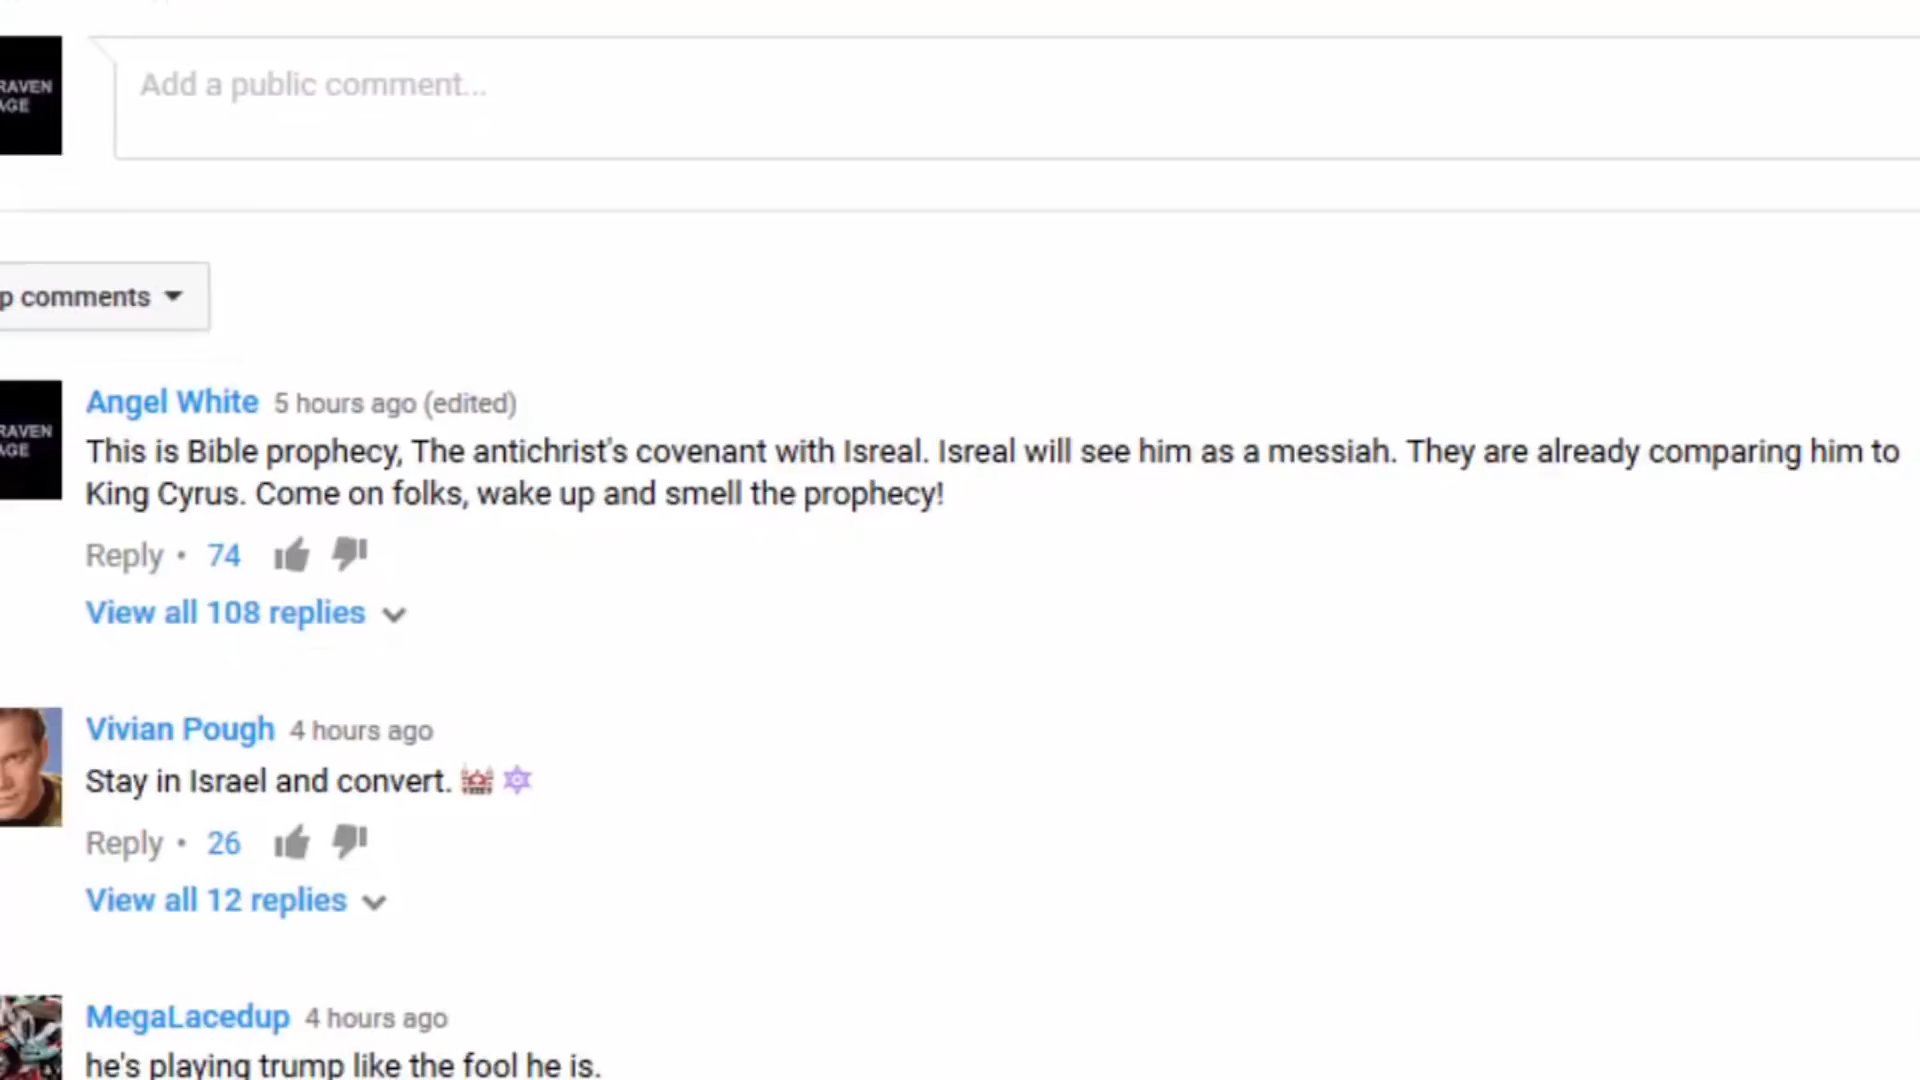 RAVEN
AGE
Add a public comment...
p comments
Angel White 5 hours ago (edited)
RAVEN
AGE
This is Bible prophecy, The antichrist's covenant with Isreal. Isreal will see him as a messiah. They are already comparing him to
King Cyrus. Come on folks, wake up and smell the prophecy!
Reply • 74
View all 108 replies
Vivian Pough 4 hours ago
Stay in Israel and convert. 🕍 🔯
Reply • 26
View all 12 replies
MegaLacedup 4 hours ago
he's playing trump like the fool he is.